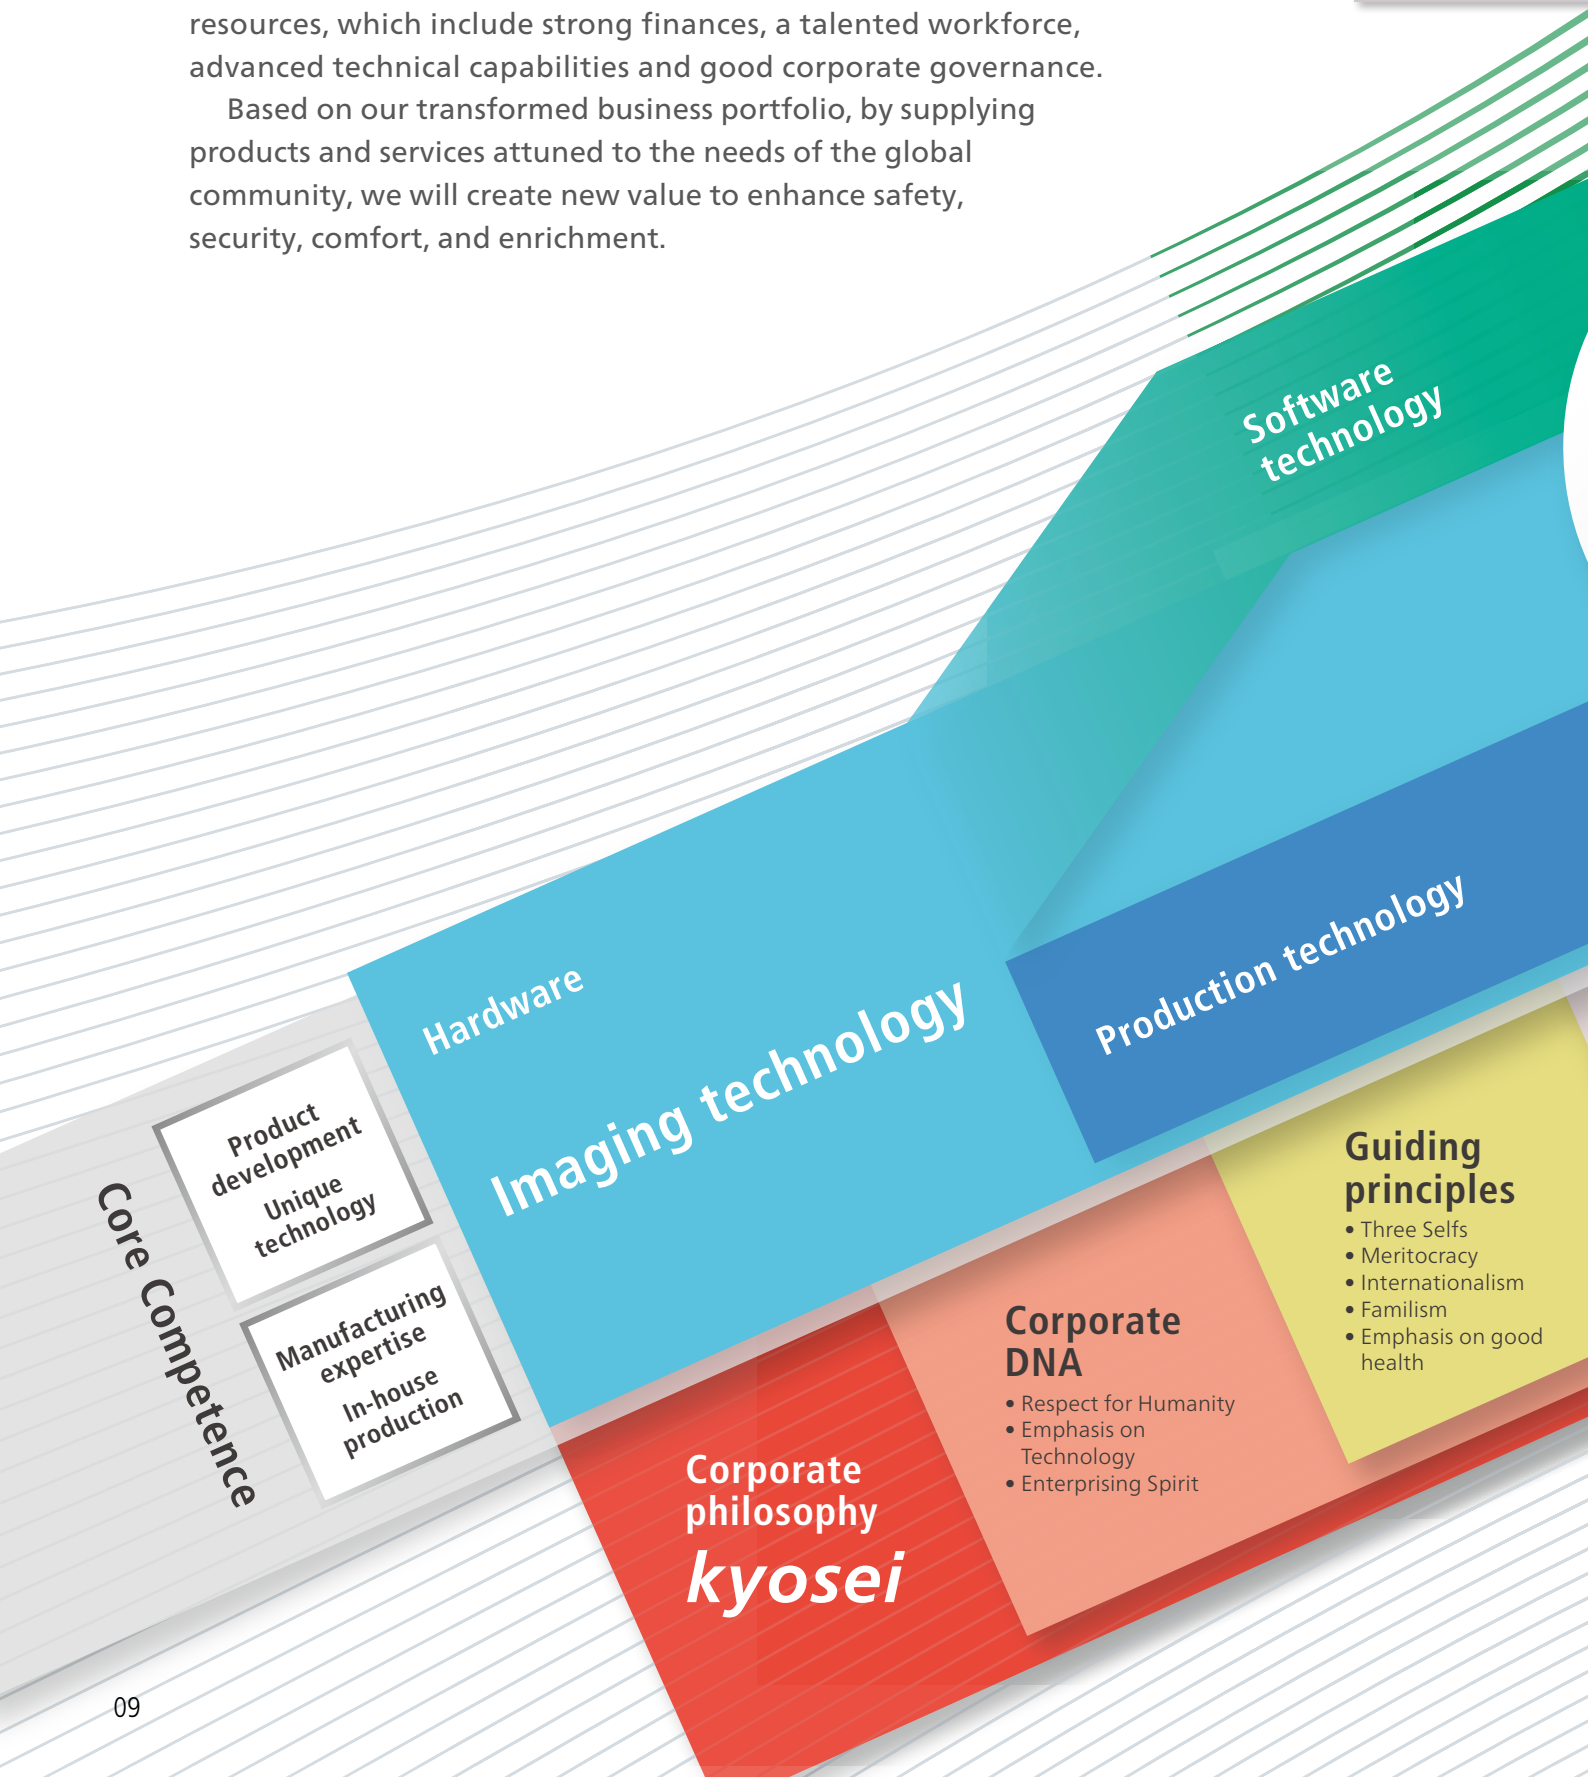 resources, which include strong finances, a talented workforce,
advanced technical capabilities and good corporate governance.
Based on our transformed business portfolio, by supplying
products and services attuned to the needs of the global
community, we will create new value to enhance safety,
security, comfort, and enrichment.
Software
technology
Hardware
Imaging technology
Production technology
Core Competence
Product
development
Unique
technology
Manufacturing
expertise
In-house
production
Corporate
philosophy
kyosei
Corporate
DNA
• Respect for Humanity
• Emphasis on
Technology
• Enterprising Spirit
Guiding
principles
• Three Selfs
• Meritocracy
• Internationalism
• Familism
• Emphasis on good
health
09